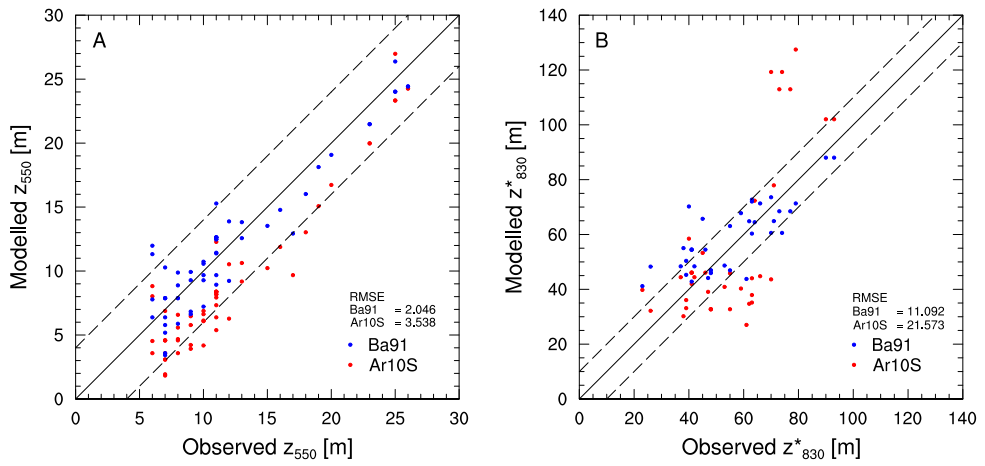 A
30
25
20
15
10
5
0
Modelled z550 [m]
RMSE
Ba91 = 2.046
Ar10S = 3.538
Ba91
Ar10S
0 5 10 15 20 25 30
Observed z550 [m]
B
140
120
100
80
60
40
20
0
Modelled z*830 [m]
RMSE
Ba91 = 11.092
Ar10S = 21.573
Ba91
Ar10S
0 20 40 60 80 100 120 140
Observed z*830 [m]